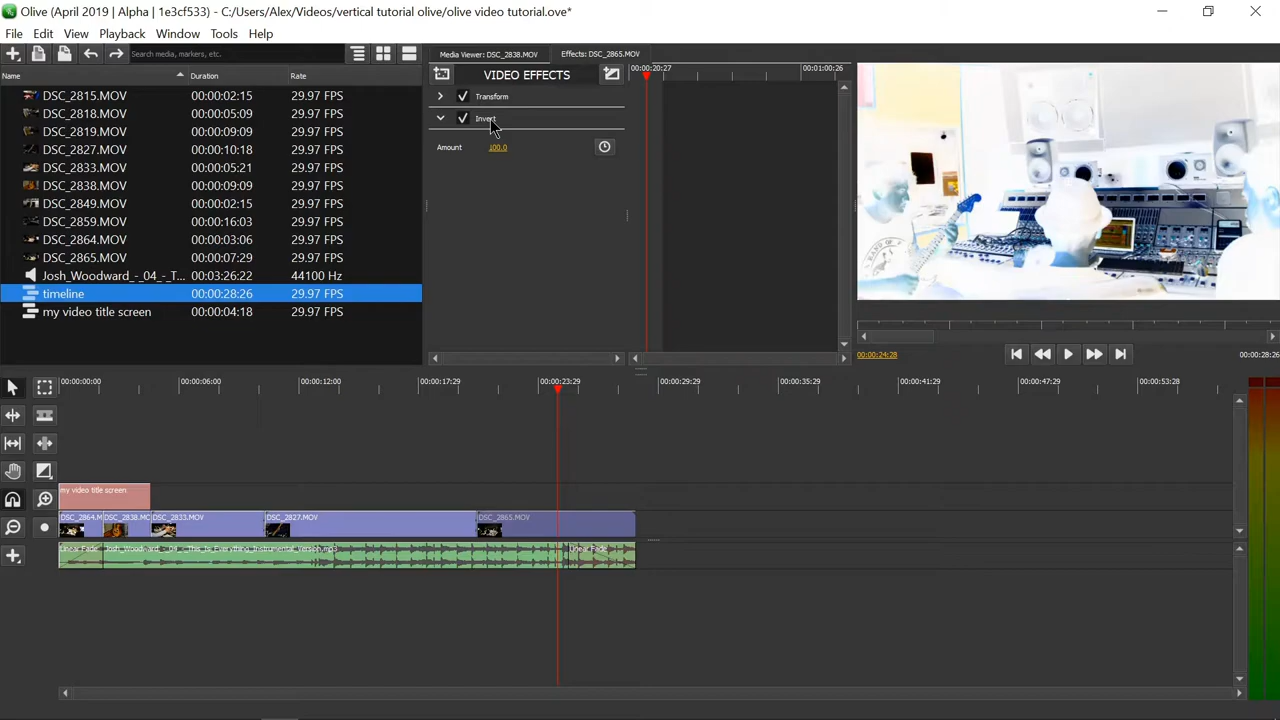 Olive (April 2019 | Alpha | 1e3cf533) - C:/Users/Alex/Videos/vertical tutorial olive/olive video tutorial.ove*
File Edit View Playback Window Tools Help
Search media, markers, etc.
Name Duration Rate
DSC_2815.MOV 00:00:02:15 29.97 FPS
DSC_2818.MOV 00:00:05:09 29.97 FPS
DSC_2819.MOV 00:00:09:09 29.97 FPS
DSC_2827.MOV 00:00:10:18 29.97 FPS
DSC_2833.MOV 00:00:05:21 29.97 FPS
DSC_2838.MOV 00:00:09:09 29.97 FPS
DSC_2849.MOV 00:00:02:15 29.97 FPS
DSC_2859.MOV 00:00:16:03 29.97 FPS
DSC_2864.MOV 00:00:03:06 29.97 FPS
DSC_2865.MOV 00:00:07:29 29.97 FPS
Josh_Woodward_-_04_-_T... 00:03:26:22 44100 Hz
timeline 00:00:28:26 29.97 FPS
my video title screen 00:00:04:18 29.97 FPS
Media Viewer: DSC_2838.MOV Effects: DSC_2865.MOV
VIDEO EFFECTS
00:00:20:27 00:01:00:26
Transform
Invert
Amount 100.0
00:00:24:28 00:00:28:26
00:00:00:00 00:00:06:00 00:00:12:00 00:00:17:29 00:00:23:29 00:00:29:29 00:00:35:29 00:00:41:29 00:00:47:29 00:00:53:28
my video title screen
DSC_2864.M DSC_2838.MC DSC_2833.MOV DSC_2827.MOV DSC_2865.MOV
Linear Fade Josh_Woodward_-_04_-_This_Is_Everything_Instrumental_Version.mp3 Linear Fade